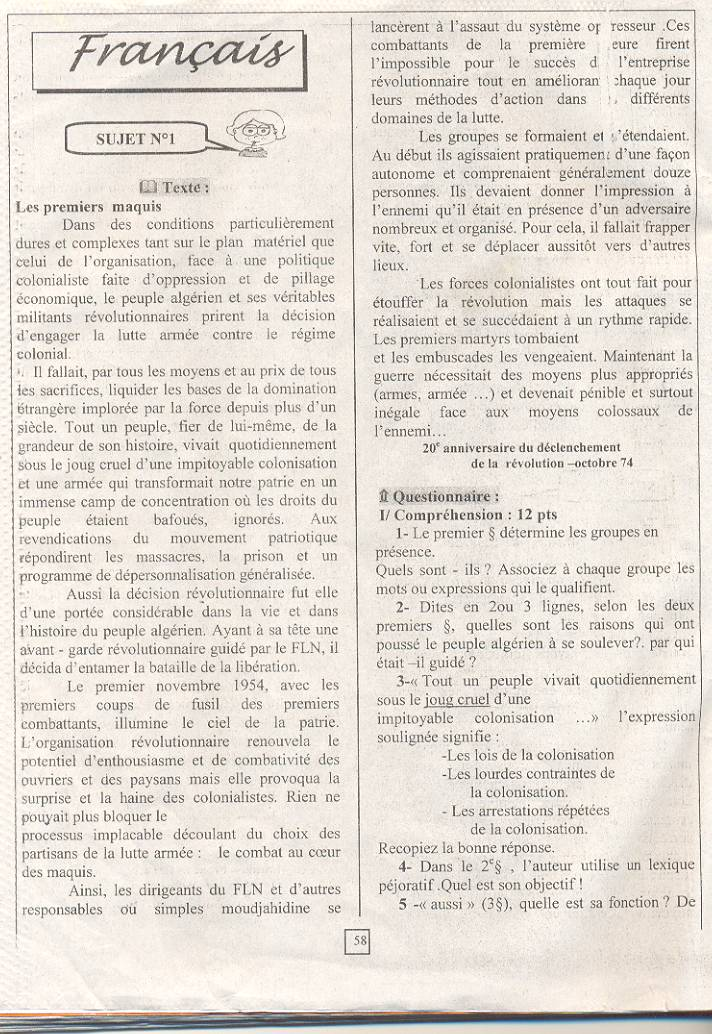 Français
SUJET N°1
Texte :
Les premiers maquis
Dans des conditions particulièrement
dures et complexes tant sur le plan matériel que
celui de l'organisation, face à une politique
colonialiste faite d'oppression et de pillage
économique, le peuple algérien et ses véritables
militants révolutionnaires prirent la décision
d'engager la lutte armée contre le régime
colonial.
Il fallait, par tous les moyens et au prix de tous
les sacrifices, liquider les bases de la domination
étrangère implorée par la force depuis plus d'un
siècle. Tout un peuple, fier de lui-même, de la
grandeur de son histoire, vivait quotidiennement
sous le joug cruel d'une impitoyable colonisation
et une armée qui transformait notre patrie en un
immense camp de concentration où les droits du
peuple étaient bafoués, ignorés. Aux
revendications du mouvement patriotique
répondirent les massacres, la prison et un
programme de dépersonnalisation généralisée.
Aussi la décision révolutionnaire fut elle
d'une portée considérable dans la vie et dans
l'histoire du peuple algérien. Ayant à sa tête une
avant - garde révolutionnaire guidé par le FLN, il
décida d'entamer la bataille de la libération.
Le premier novembre 1954, avec les
premiers coups de fusil des premiers
combattants, illumine le ciel de la patrie.
L'organisation révolutionnaire renouvela le
potentiel d'enthousiasme et de combativité des
ouvriers et des paysans mais elle provoqua la
surprise et la haine des colonialistes. Rien ne
pouvait plus bloquer le
processus implacable découlant du choix des
partisans de la lutte armée : le combat au cœur
des maquis.
Ainsi, les dirigeants du FLN et d'autres
responsables où simples moudjahidine se
lancèrent à l'assaut du système op resseur .Ces
combattants de la première eure firent
l'impossible pour le succès d l'entreprise
révolutionnaire tout en amélioran chaque jour
leurs méthodes d'action dans différents
domaines de la lutte.
Les groupes se formaient et s'étendaient.
Au début ils agissaient pratiquement d'une façon
autonome et comprenaient généralement douze
personnes. Ils devaient donner l'impression à
l'ennemi qu'il était en présence d'un adversaire
nombreux et organisé. Pour cela, il fallait frapper
vite, fort et se déplacer aussitôt vers d'autres
lieux.
Les forces colonialistes ont tout fait pour
étouffer la révolution mais les attaques se
réalisaient et se succédaient à un rythme rapide.
Les premiers martyrs tombaient
et les embuscades les vengeaient. Maintenant la
guerre nécessitait des moyens plus appropriés
(armes, armée ...) et devenait pénible et surtout
inégale face aux moyens colossaux de
l'ennemi...
20e anniversaire du déclenchement
de la révolution –octobre 74
Questionnaire :
I/ Compréhension : 12 pts
1- Le premier § détermine les groupes en
présence.
Quels sont - ils ? Associez à chaque groupe les
mots ou expressions qui le qualifient.
2- Dites en 2ou 3 lignes, selon les deux
premiers §, quelles sont les raisons qui ont
poussé le peuple algérien à se soulever?. par qui
était –il guidé ?
3-« Tout un peuple vivait quotidiennement
sous le joug cruel d'une
impitoyable colonisation ...» l'expression
soulignée signifie :
-Les lois de la colonisation
-Les lourdes contraintes de
la colonisation.
- Les arrestations répétées
de la colonisation.
Recopiez la bonne réponse.
4- Dans le 2e§ , l'auteur utilise un lexique
péjoratif .Quel est son objectif !
5 -« aussi » (3§), quelle est sa fonction ? De
58